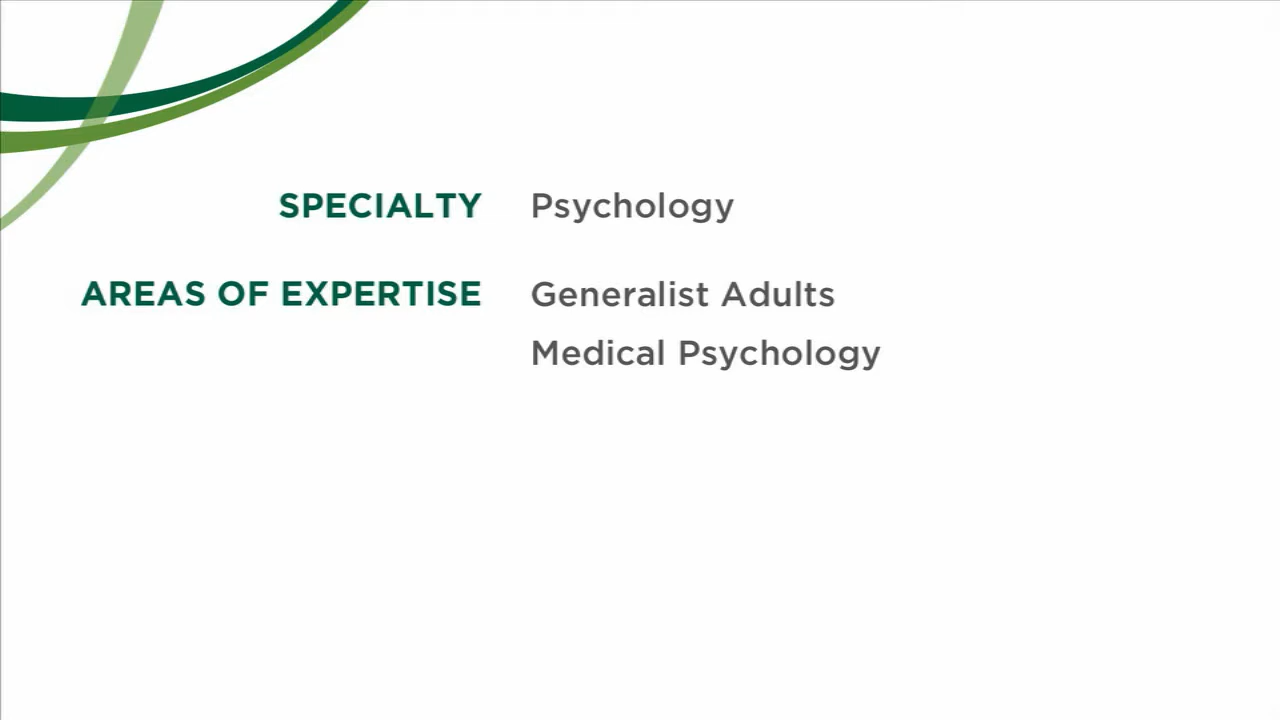 SPECIALTY Psychology
AREAS OF EXPERTISE Generalist Adults
Medical Psychology